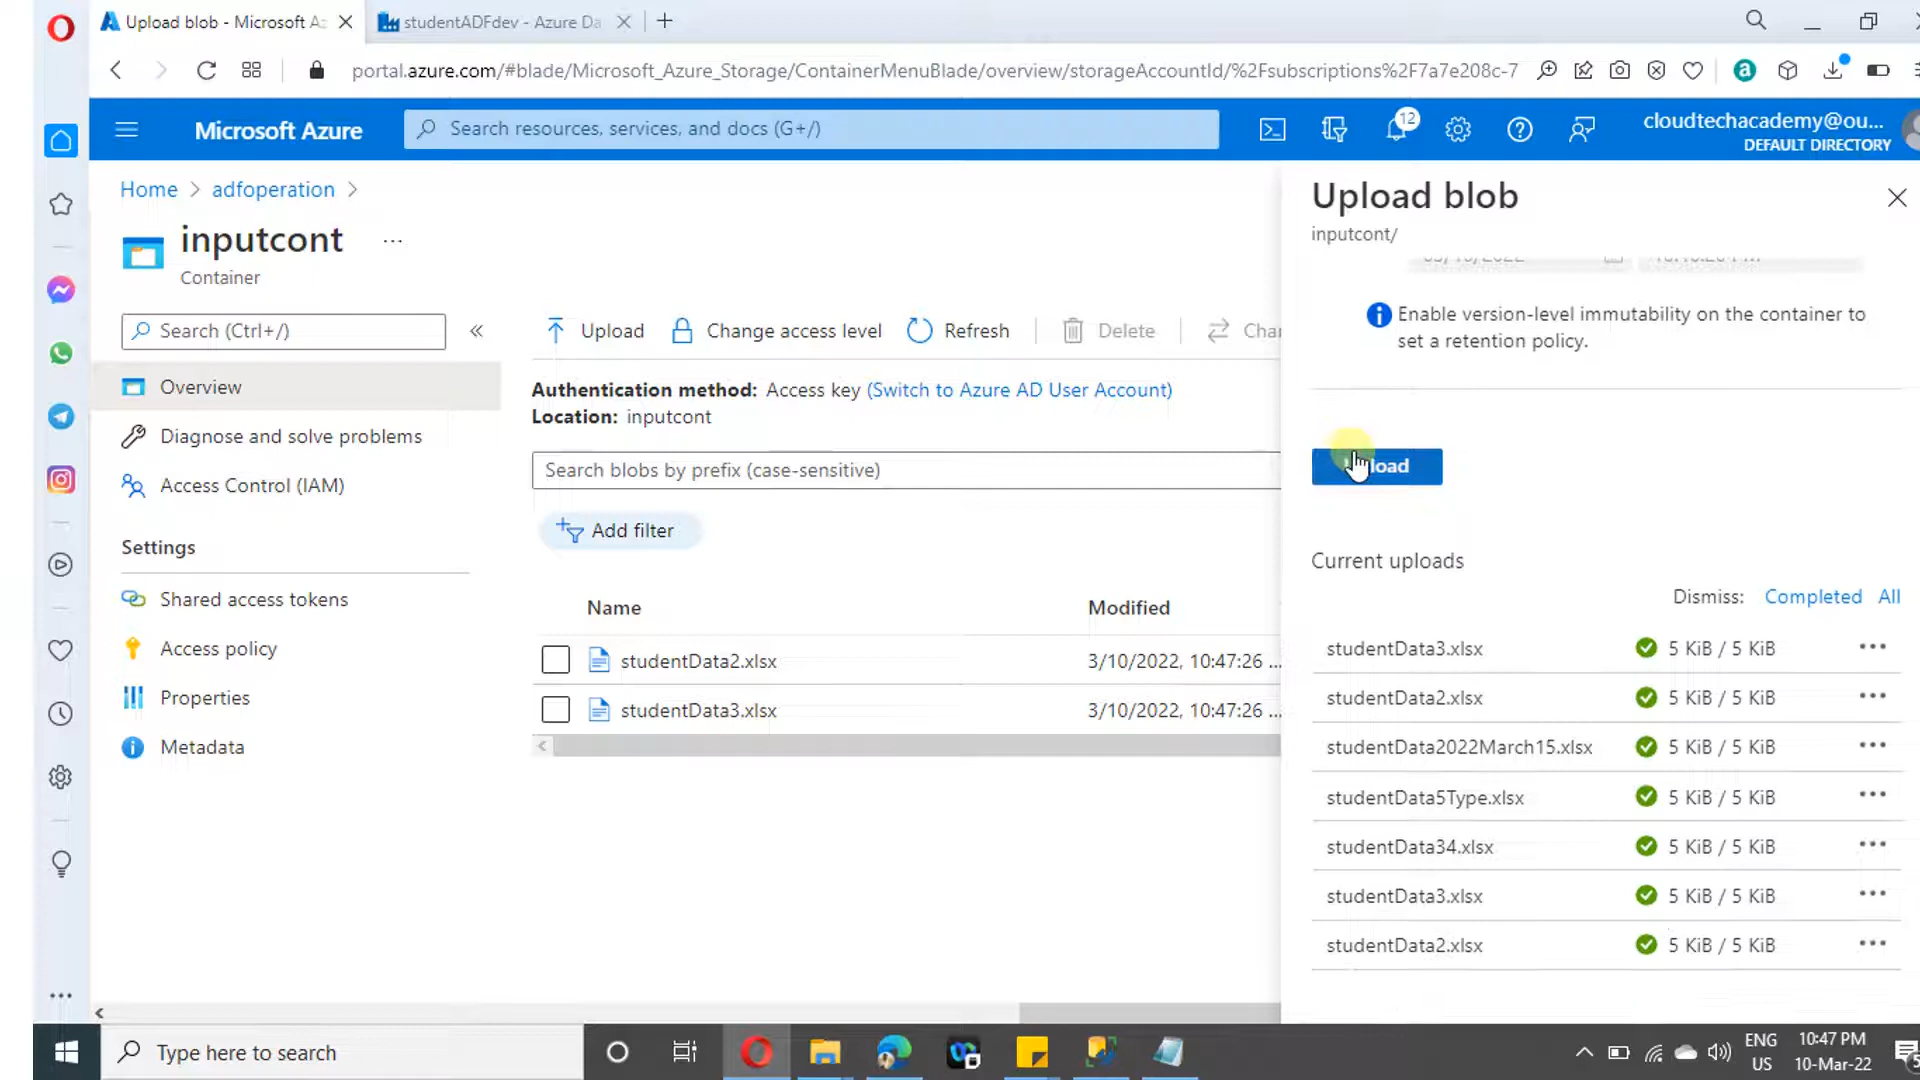 Upload blob - Microsoft Az
studentADFdev - Azure Da
portal.azure.com/#blade/Microsoft_Azure_Storage/ContainerMenuBlade/overview/storageAccountId/%2Fsubscriptions%2F7a7e208c-7
Microsoft Azure
Search resources, services, and docs (G+/)
12
cloudtechacademy@ou...
DEFAULT DIRECTORY
Home > adfoperation >
inputcont ...
Container
Search (Ctrl+/)
«
Overview
Diagnose and solve problems
Access Control (IAM)
Settings
Shared access tokens
Access policy
Properties
Metadata
Upload
Change access level
Refresh
Delete
Authentication method: Access key (Switch to Azure AD User Account)
Location: inputcont
Search blobs by prefix (case-sensitive)
Add filter
Name Modified
studentData2.xlsx 3/10/2022, 10:47:26 ...
studentData3.xlsx 3/10/2022, 10:47:26 ...
Upload blob
inputcont/
Enable version-level immutability on the container to
set a retention policy.
Current uploads
Dismiss: Completed All
studentData3.xlsx 5 KiB / 5 KiB
studentData2.xlsx 5 KiB / 5 KiB
studentData2022March15.xlsx 5 KiB / 5 KiB
studentData5Type.xlsx 5 KiB / 5 KiB
studentData34.xlsx 5 KiB / 5 KiB
studentData3.xlsx 5 KiB / 5 KiB
studentData2.xlsx 5 KiB / 5 KiB
Type here to search
ENG
US
10:47 PM
10-Mar-22